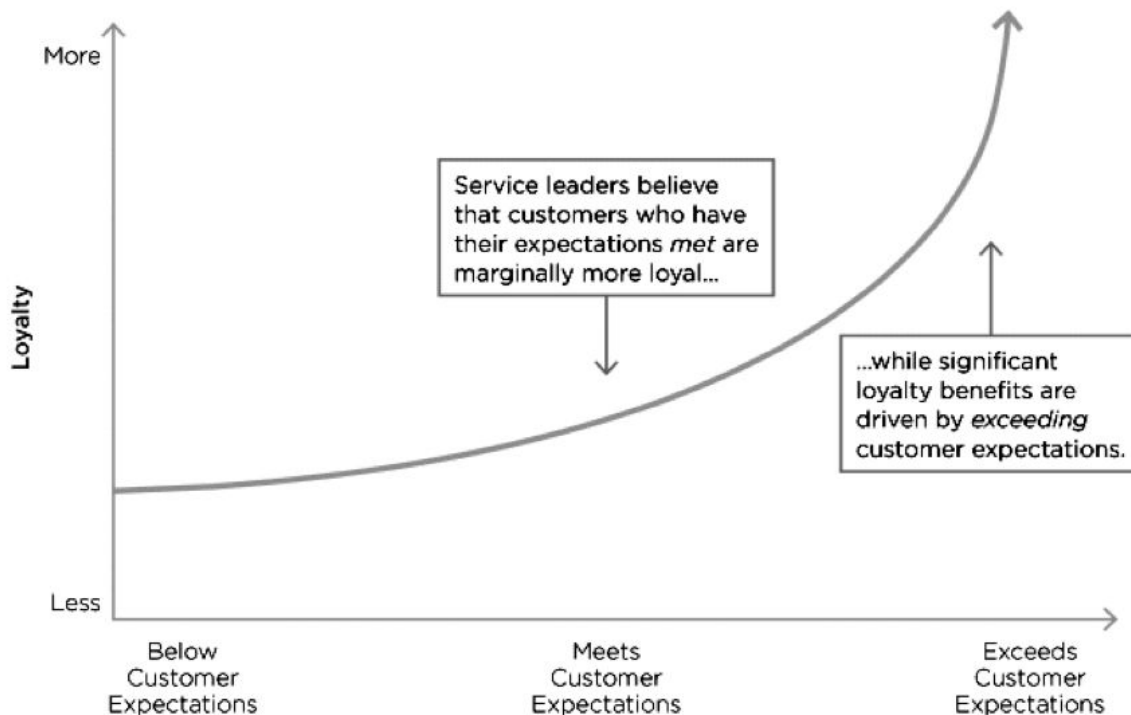 More
Service leaders believe
that customers who have
their expectations met are
marginally more loyal...
Loyalty
...while significant
loyalty benefits are
driven by exceeding
customer expectations.
Less
Below
Customer
Expectations
Meets
Customer
Expectations
Exceeds
Customer
Expectations